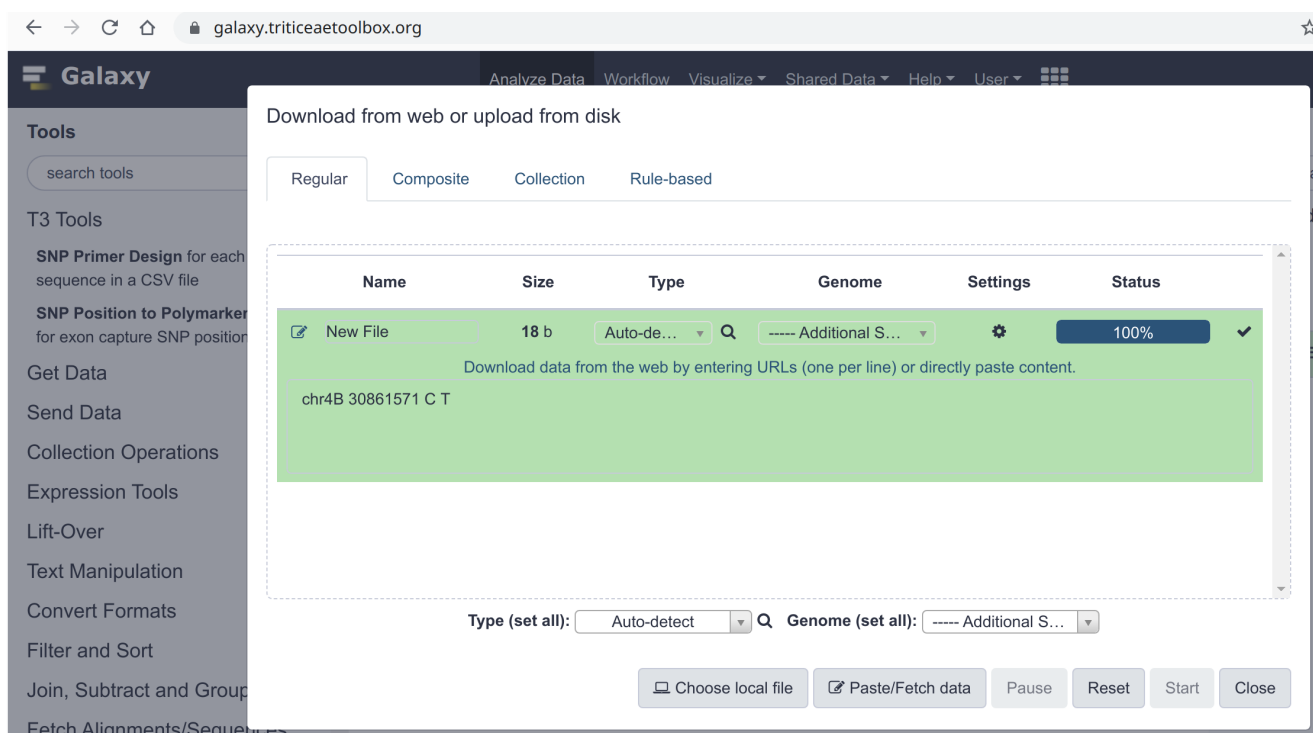 galaxy.triticeaetoolbox.org
Galaxy
Analyze Data Workflow Visualize Shared Data Help User
Download from web or upload from disk
Tools
search tools
Regular Composite Collection Rule-based
T3 Tools
SNP Primer Design for each
sequence in a CSV file
SNP Position to Polymarker
for exon capture SNP position
Name Size Type Genome Settings Status
New File 18 b Auto-de... ----- Additional S... 100%
Download data from the web by entering URLs (one per line) or directly paste content.
chr4B 30861571 C T
Get Data
Send Data
Collection Operations
Expression Tools
Lift-Over
Text Manipulation
Convert Formats
Filter and Sort
Join, Subtract and Group
Fetch Alignments/Sequences
Type (set all): Auto-detect Genome (set all): ----- Additional S...
Choose local file Paste/Fetch data Pause Reset Start Close